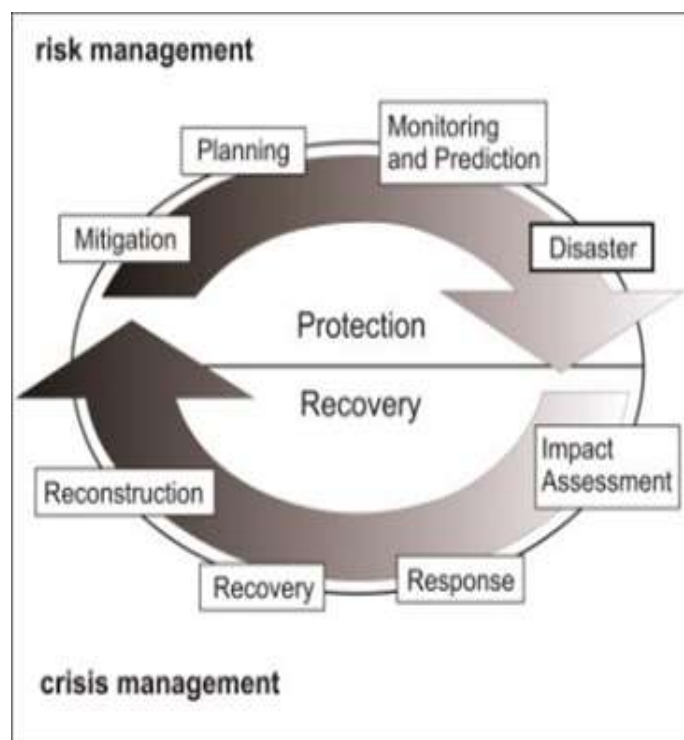 risk management
Planning
Monitoring
and Prediction
Mitigation
Disaster
Protection
Recovery
Impact
Assessment
Reconstruction
Recovery
Response
crisis management